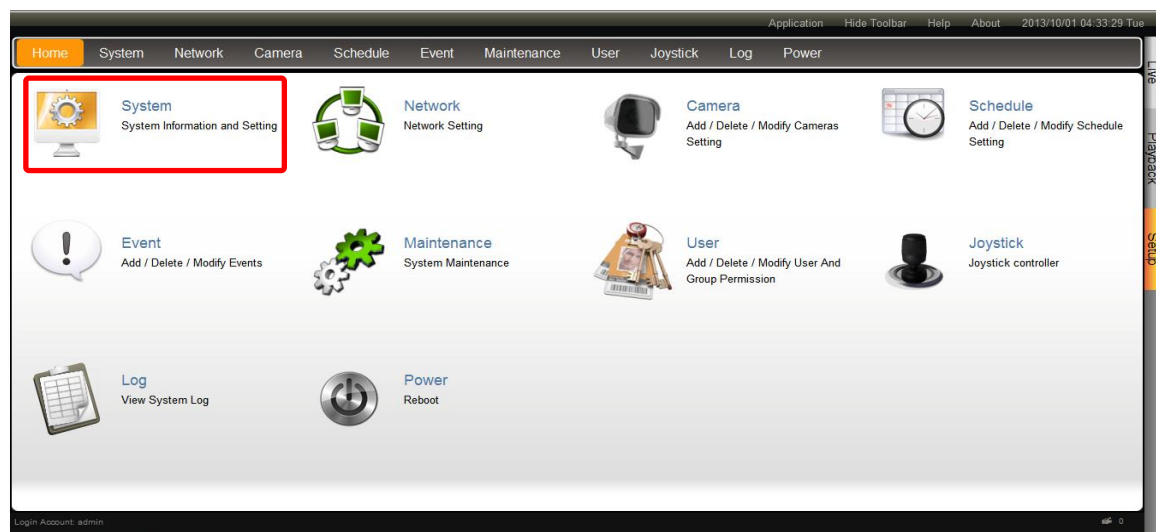 Application Hide Toolbar Help About 2013/10/01 04:33:29 Tue
Home System Network Camera Schedule Event Maintenance User Joystick Log Power
Live
Playback
Setup
System
System Information and Setting
Network
Network Setting
Camera
Add / Delete / Modify Cameras
Setting
Schedule
Add / Delete / Modify Schedule
Setting
Event
Add / Delete / Modify Events
Maintenance
System Maintenance
User
Add / Delete / Modify User And
Group Permission
Joystick
Joystick controller
Log
View System Log
Power
Reboot
Login Account: admin
0